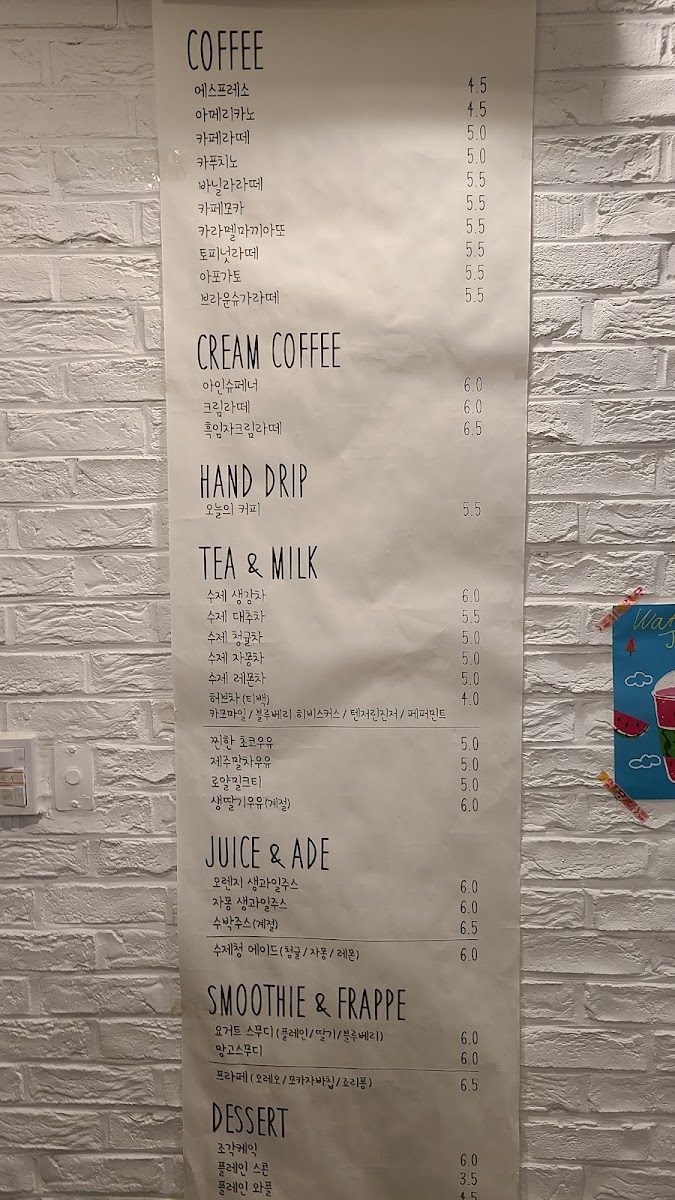 COFFEE
에스프레소 4.5
아메리카노 4.5
카페라떼 5.0
카푸치노 5.0
바닐라라떼 5.5
카페모카 5.5
카라멜마끼아또 5.5
토피넛라떼 5.5
아포가토 5.5
브라운슈가라떼 5.5
CREAM COFFEE
아인슈페너 6.0
크림라떼 6.0
흑임자크림라떼 6.5
HAND DRIP
오늘의 커피 5.5
TEA & MILK
수제 생강차 6.0
수제 대추차 5.5
수제 청귤차 5.0
수제 자몽차 5.0
수제 레몬차 5.0
허브차(티백) 4.0
카모마일/블루베리 히비스커스/텐저린진저/페퍼민트
찐한 초코우유 5.0
제주말차우유 5.0
로얄밀크티 5.0
생딸기우유(계절) 6.0
JUICE & ADE
오렌지 생과일주스 6.0
자몽 생과일주스 6.0
수박주스(계절) 6.5
수제청 에이드(청귤/자몽/레몬) 6.0
SMOOTHIE & FRAPPE
요거트 스무디(플레인/딸기/블루베리) 6.0
망고스무디 6.0
프라페(오레오/모카자바칩/죠리퐁) 6.5
DESSERT
조각케익 6.0
플레인 스콘 3.5
플레인 와플 4.5